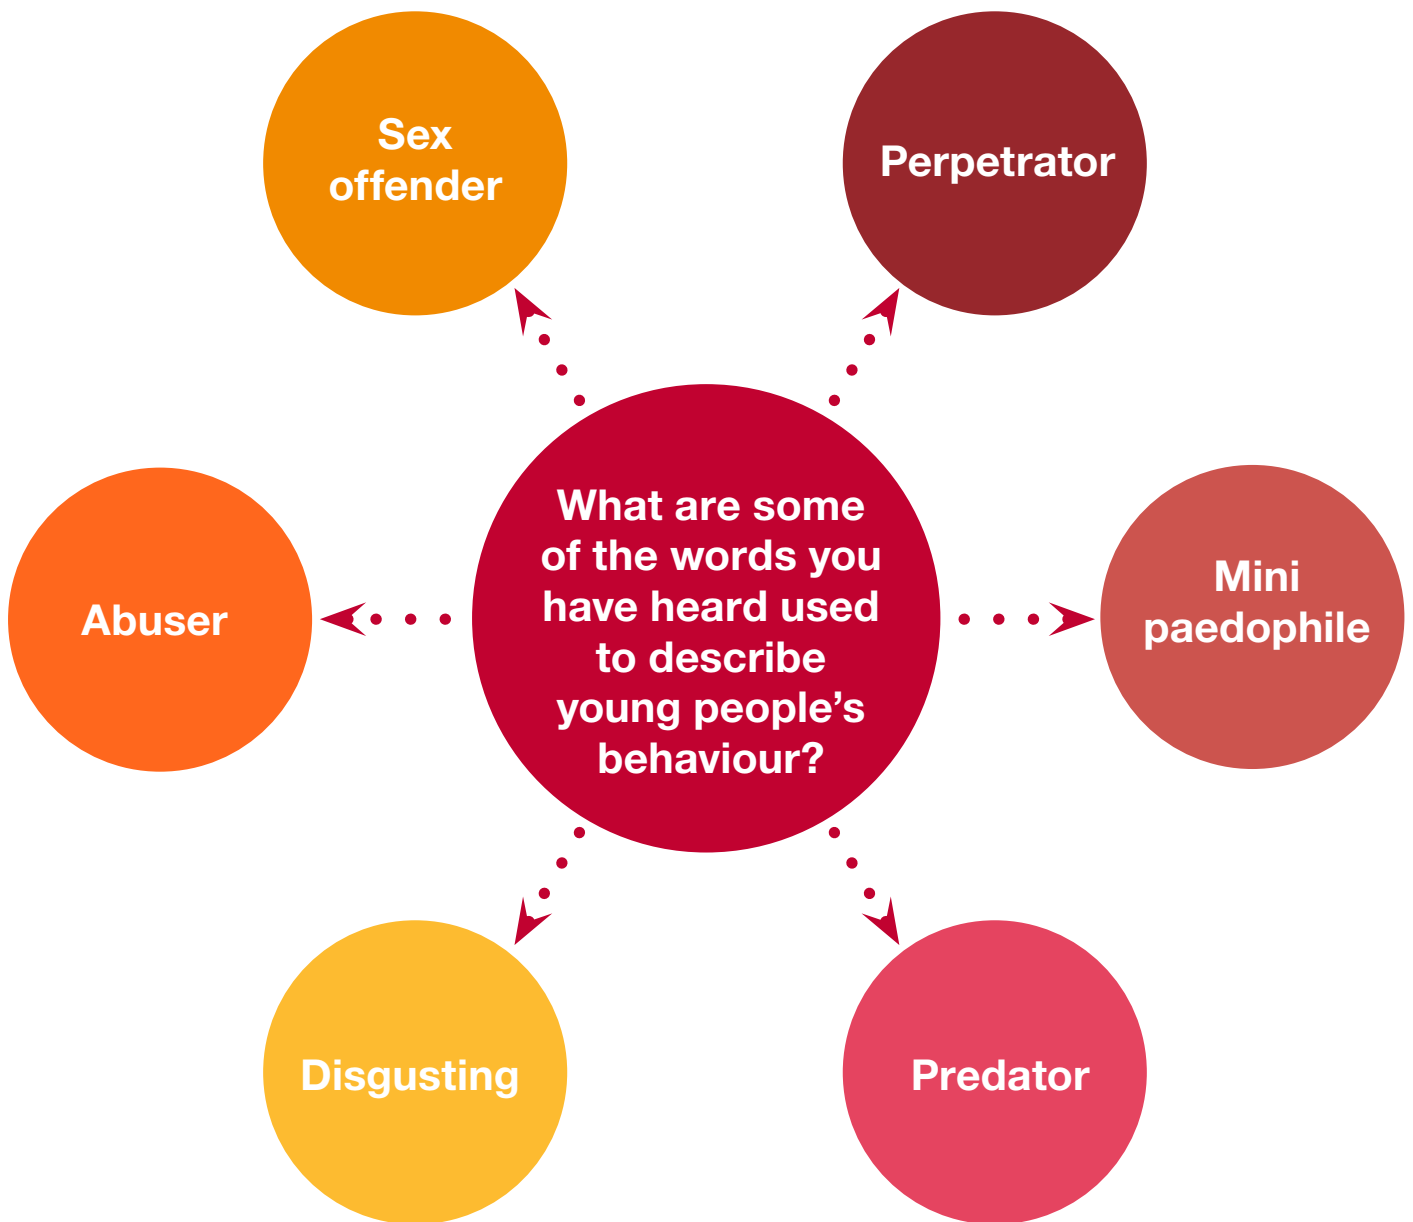 Sex
offender
Perpetrator
What are some
of the words you
have heard used
to describe
young people’s
behaviour?
Abuser
Mini
paedophile
Disgusting
Predator